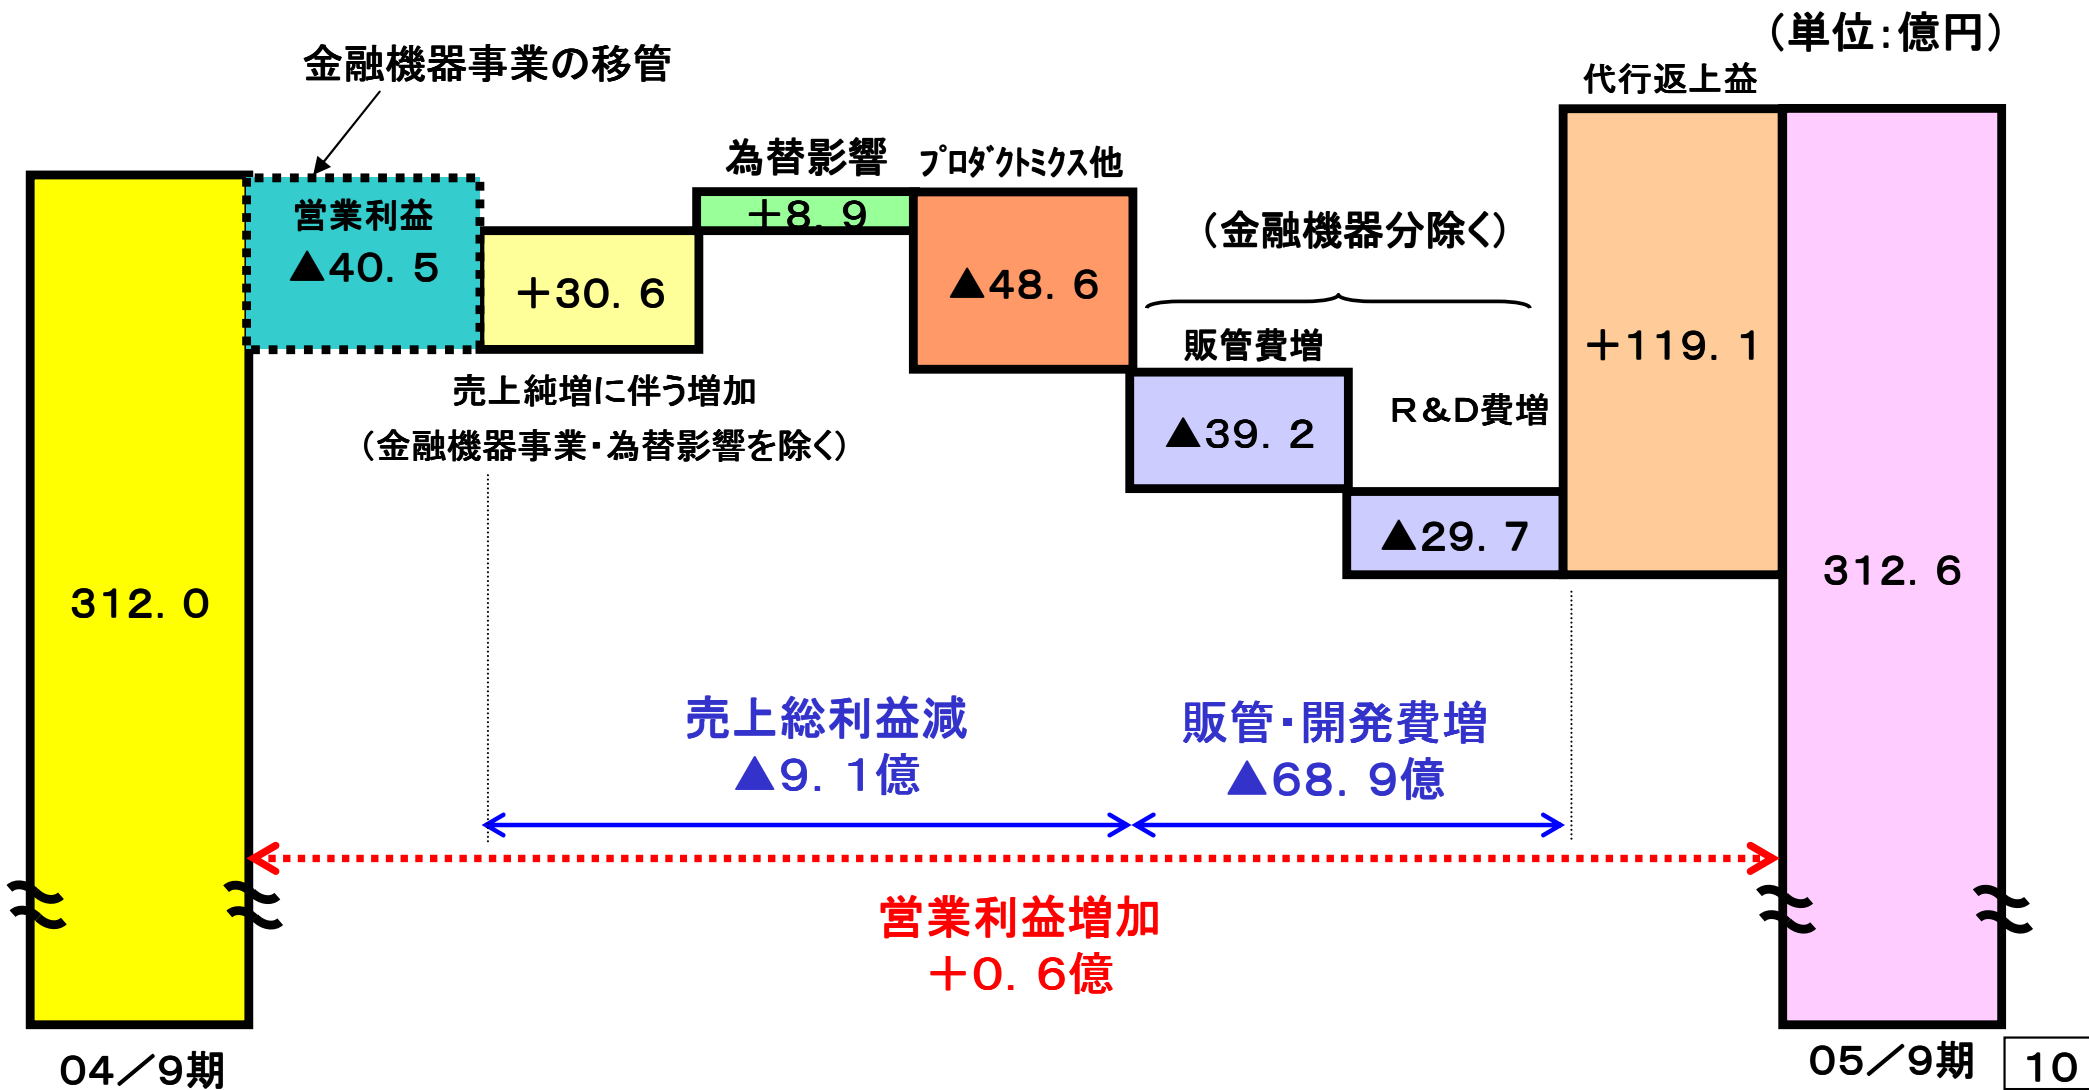 （単位：億円）
金融機器事業の移管
代行返上益
為替影響
プロダクトミクス他
営業利益
▲４０．５
＋８．９
（金融機器分除く）
＋３０．６
▲４８．６
販管費増
＋１１９．１
売上純増に伴う増加
（金融機器事業・為替影響を除く）
R＆D費増
▲３９．２
▲２９．７
３１２．０
３１２．６
売上総利益減
▲９．１億
販管・開発費増
▲６８．９億
営業利益増加
＋０．６億
０４／９期
０５／９期
10